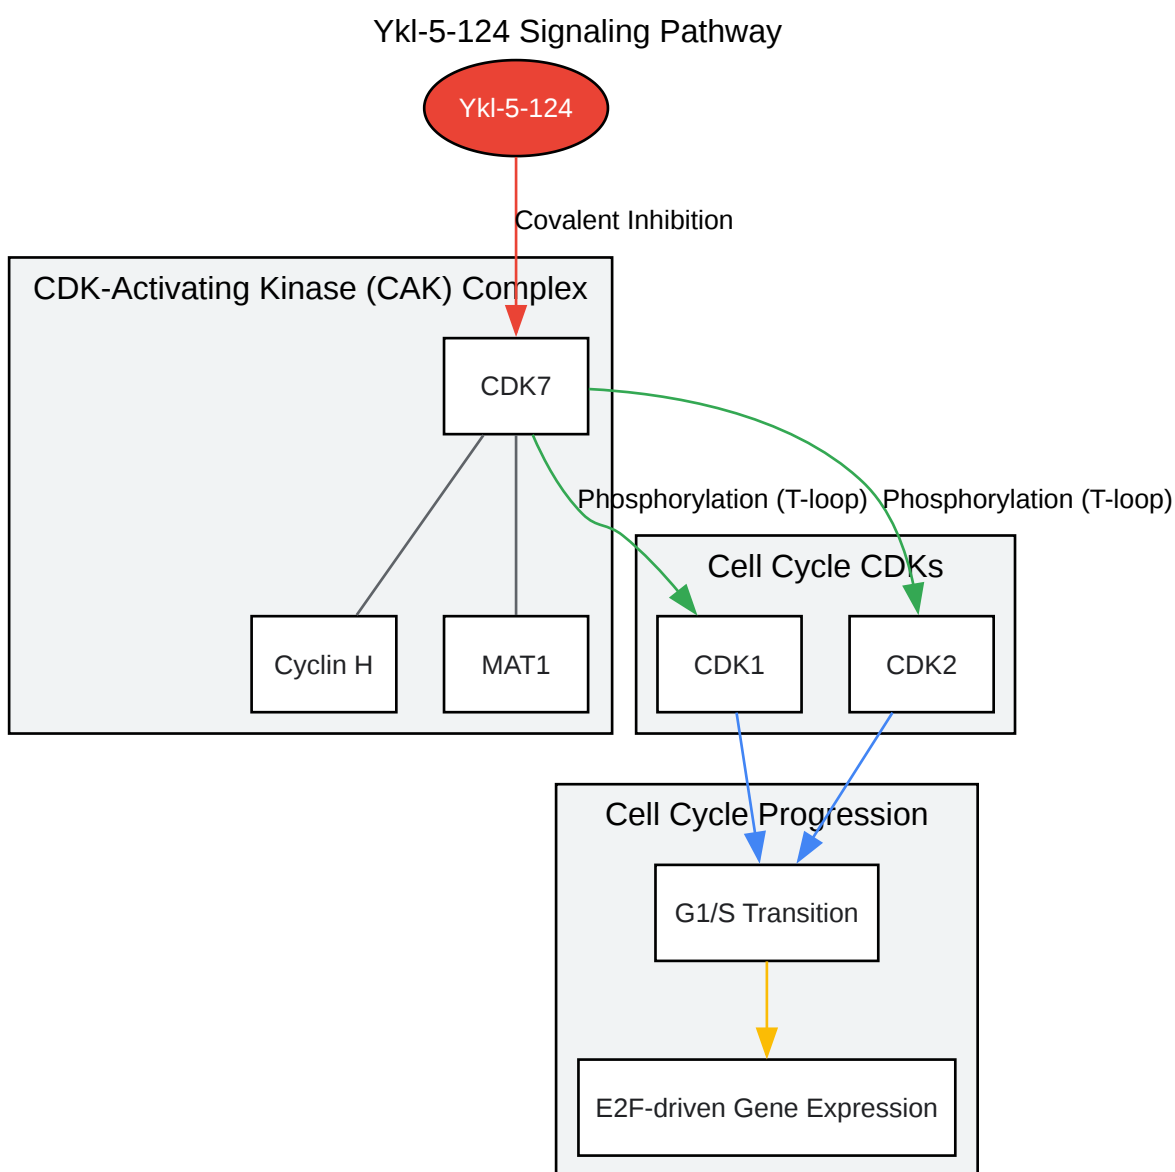 Ykl-5-124 Signaling Pathway
Ykl-5-124
Covalent Inhibition
CDK-Activating Kinase (CAK) Complex
CDK7
Phosphorylation (T-loop)
Phosphorylation (T-loop)
Cell Cycle CDKs
Cyclin H
MAT1
CDK1
CDK2
Cell Cycle Progression
G1/S Transition
E2F-driven Gene Expression